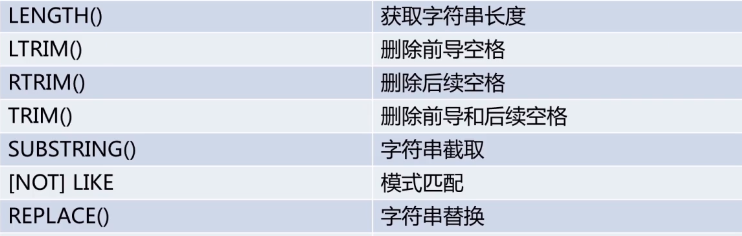 LENGTH() 获取字符串长度
LTRIM() 删除前导空格
RTRIM() 删除后续空格
TRIM() 删除前导和后续空格
SUBSTRING() 字符串截取
[NOT] LIKE 模式匹配
REPLACE() 字符串替换